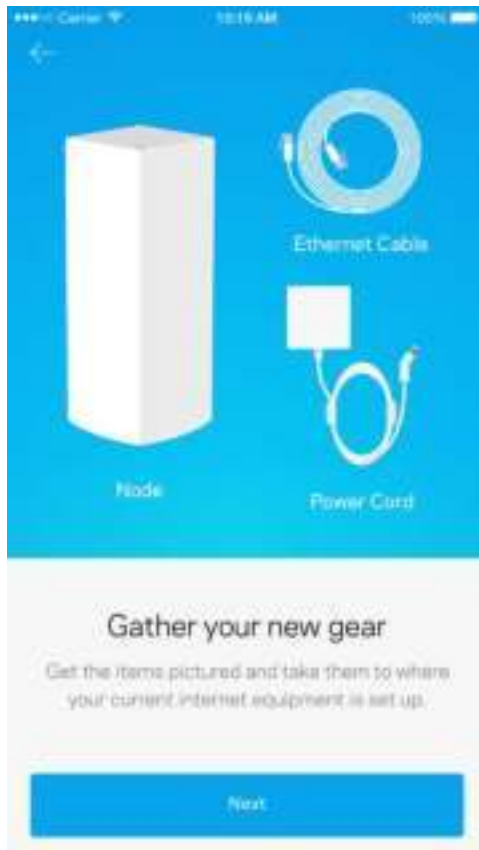 Carrier 10:19 AM 100%
Ethernet Cable
Node
Power Cord
Gather your new gear
Get the items pictured and take them to where
your current internet equipment is set up.
Next